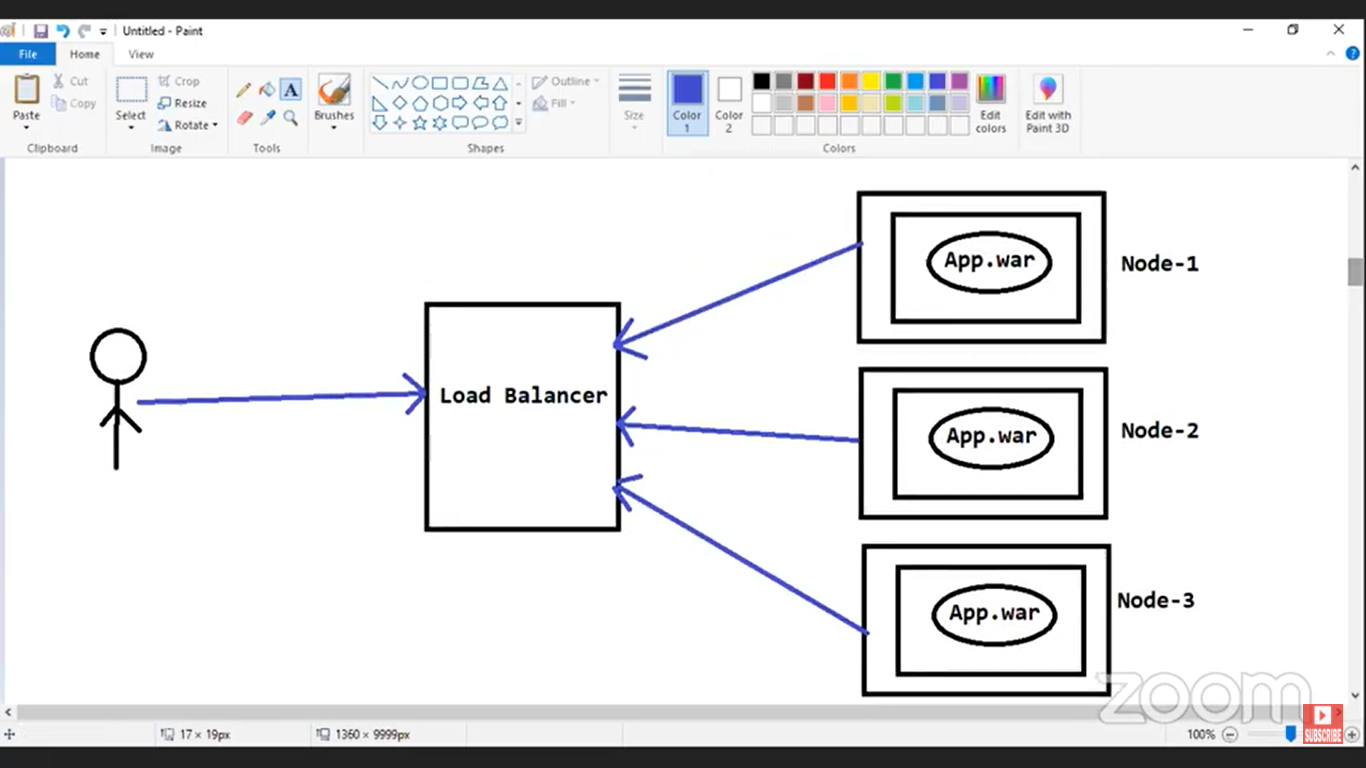 Untitled - Paint
File
Home
View
Paste
Cut
Copy
Clipboard
Select
Crop
Resize
Rotate
Image
A
Tools
Brushes
Outline
Fill
Shapes
Size
Color 1
Color 2
Edit colors
Edit with Paint 3D
Colors
App.war
Node-1
Load Balancer
App.war
Node-2
App.war
Node-3
zoom
SUBSCRIBE
17 × 19px
1360 × 9999px
100%